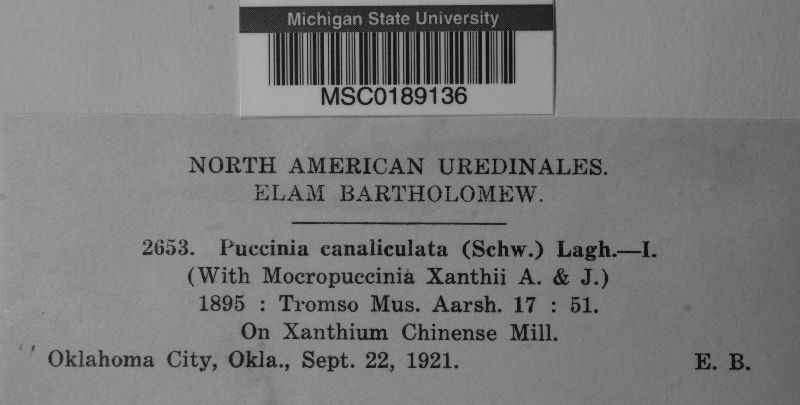 Michigan State University
MSC0189136
NORTH AMERICAN UREDINALES.
ELAM BARTHOLOMEW.
2653. Puccinia canaliculata (Schw.) Lagh.—I.
(With Mocropuccinia Xanthii A. & J.)
1895 : Tromso Mus. Aarsh. 17 : 51.
On Xanthium Chinense Mill.
Oklahoma City, Okla., Sept. 22, 1921. E. B.